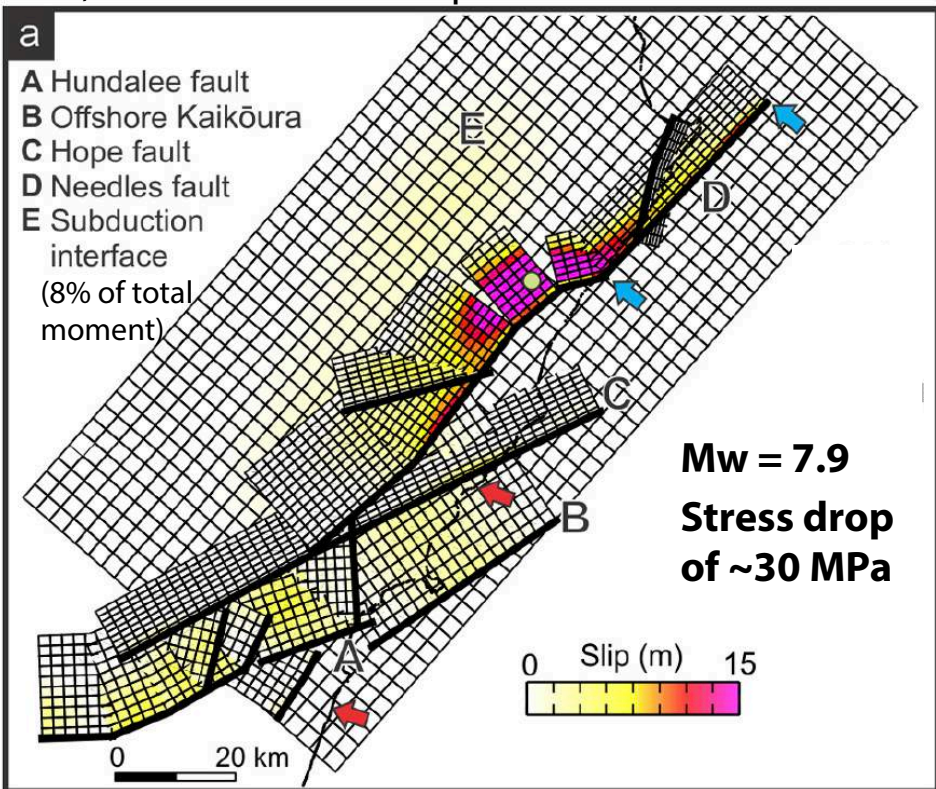 a
A Hundalee fault
B Offshore Kaikōura
C Hope fault
D Needles fault
E Subduction
interface
(8% of total
moment)
E
D
C
B
A
Mw = 7.9
Stress drop
of ~30 MPa
0 Slip (m) 15
0 20 km